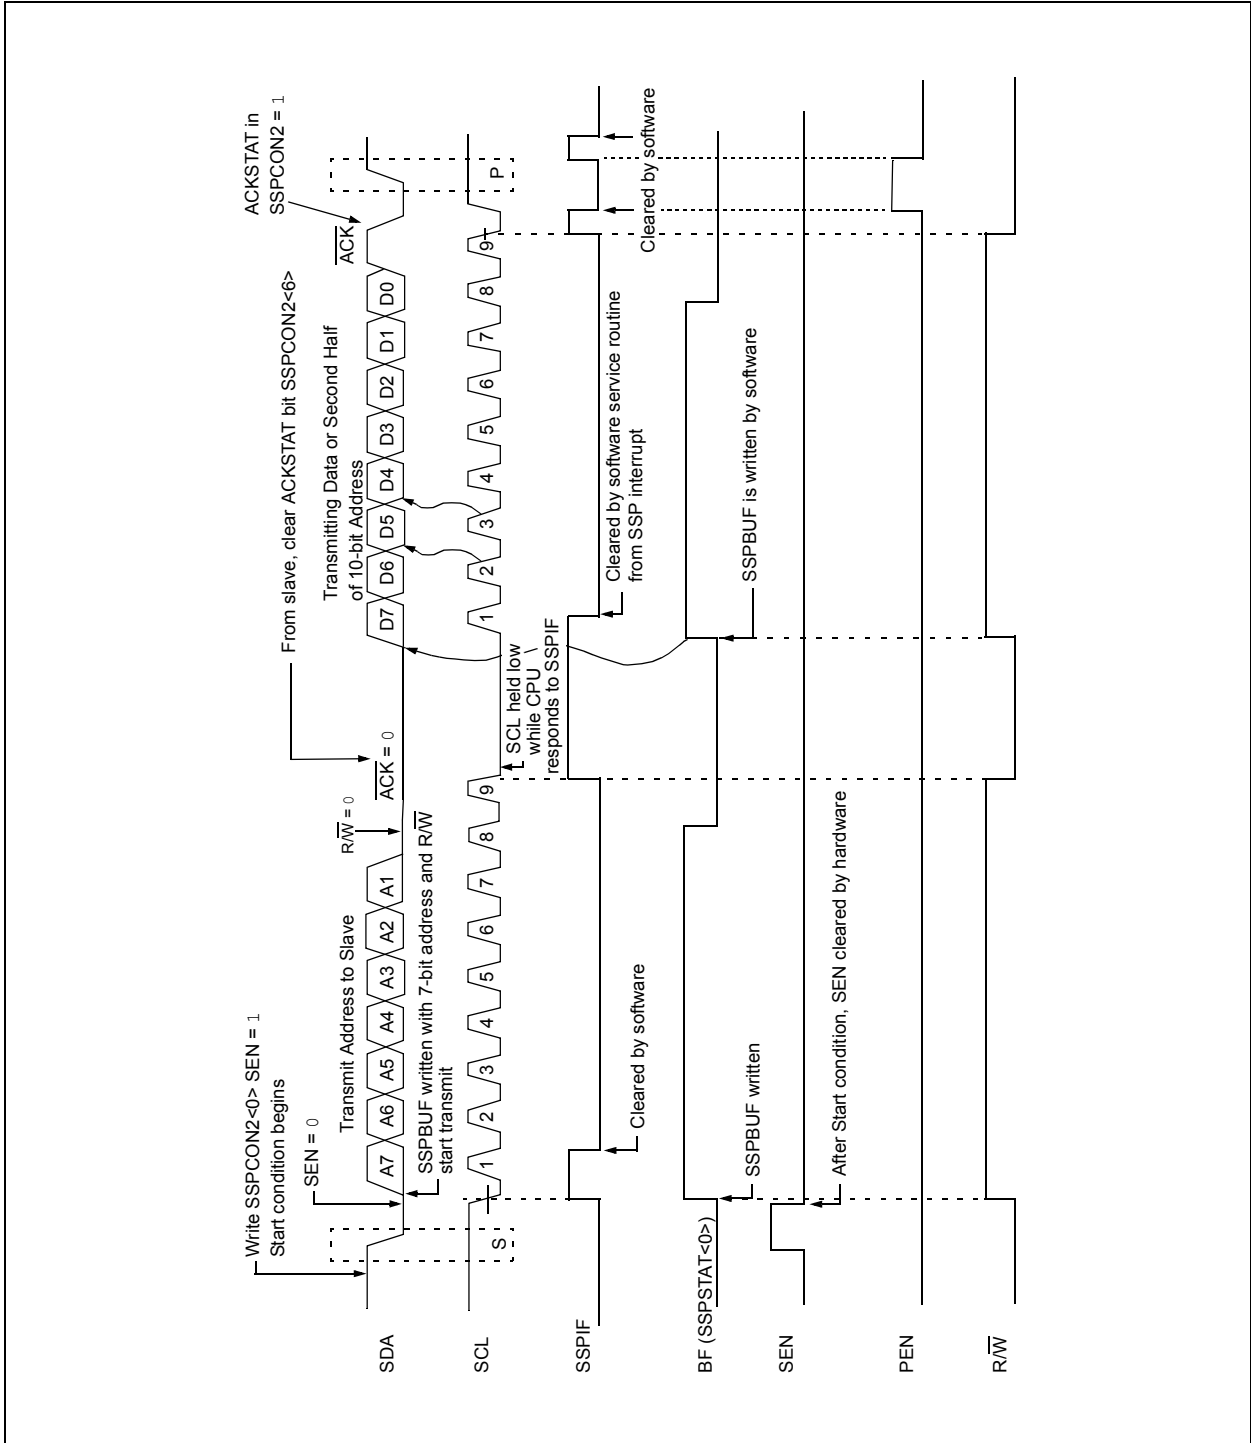 Write SSPCON2<0> SEN = 1
Start condition begins
SEN = 0
Transmit Address to Slave
R/W = 0
From slave, clear ACKSTAT bit SSPCON2<6>
ACK = 0
Transmitting Data or Second Half
of 10-bit Address
ACKSTAT in
SSPCON2 = 1
ACK
SDA
A7 A6 A5 A4 A3 A2 A1
D7 D6 D5 D4 D3 D2 D1 D0
SSPBUF written with 7-bit address and R/W
start transmit
SCL
S
1 2 3 4 5 6 7 8 9
1 2 3 4 5 6 7 8 9
P
SCL held low
while CPU
responds to SSPIF
SSPIF
Cleared by software
Cleared by software service routine
from SSP interrupt
Cleared by software
BF (SSPSTAT<0>)
SSPBUF written
SSPBUF is written by software
SEN
After Start condition, SEN cleared by hardware
PEN
R/W